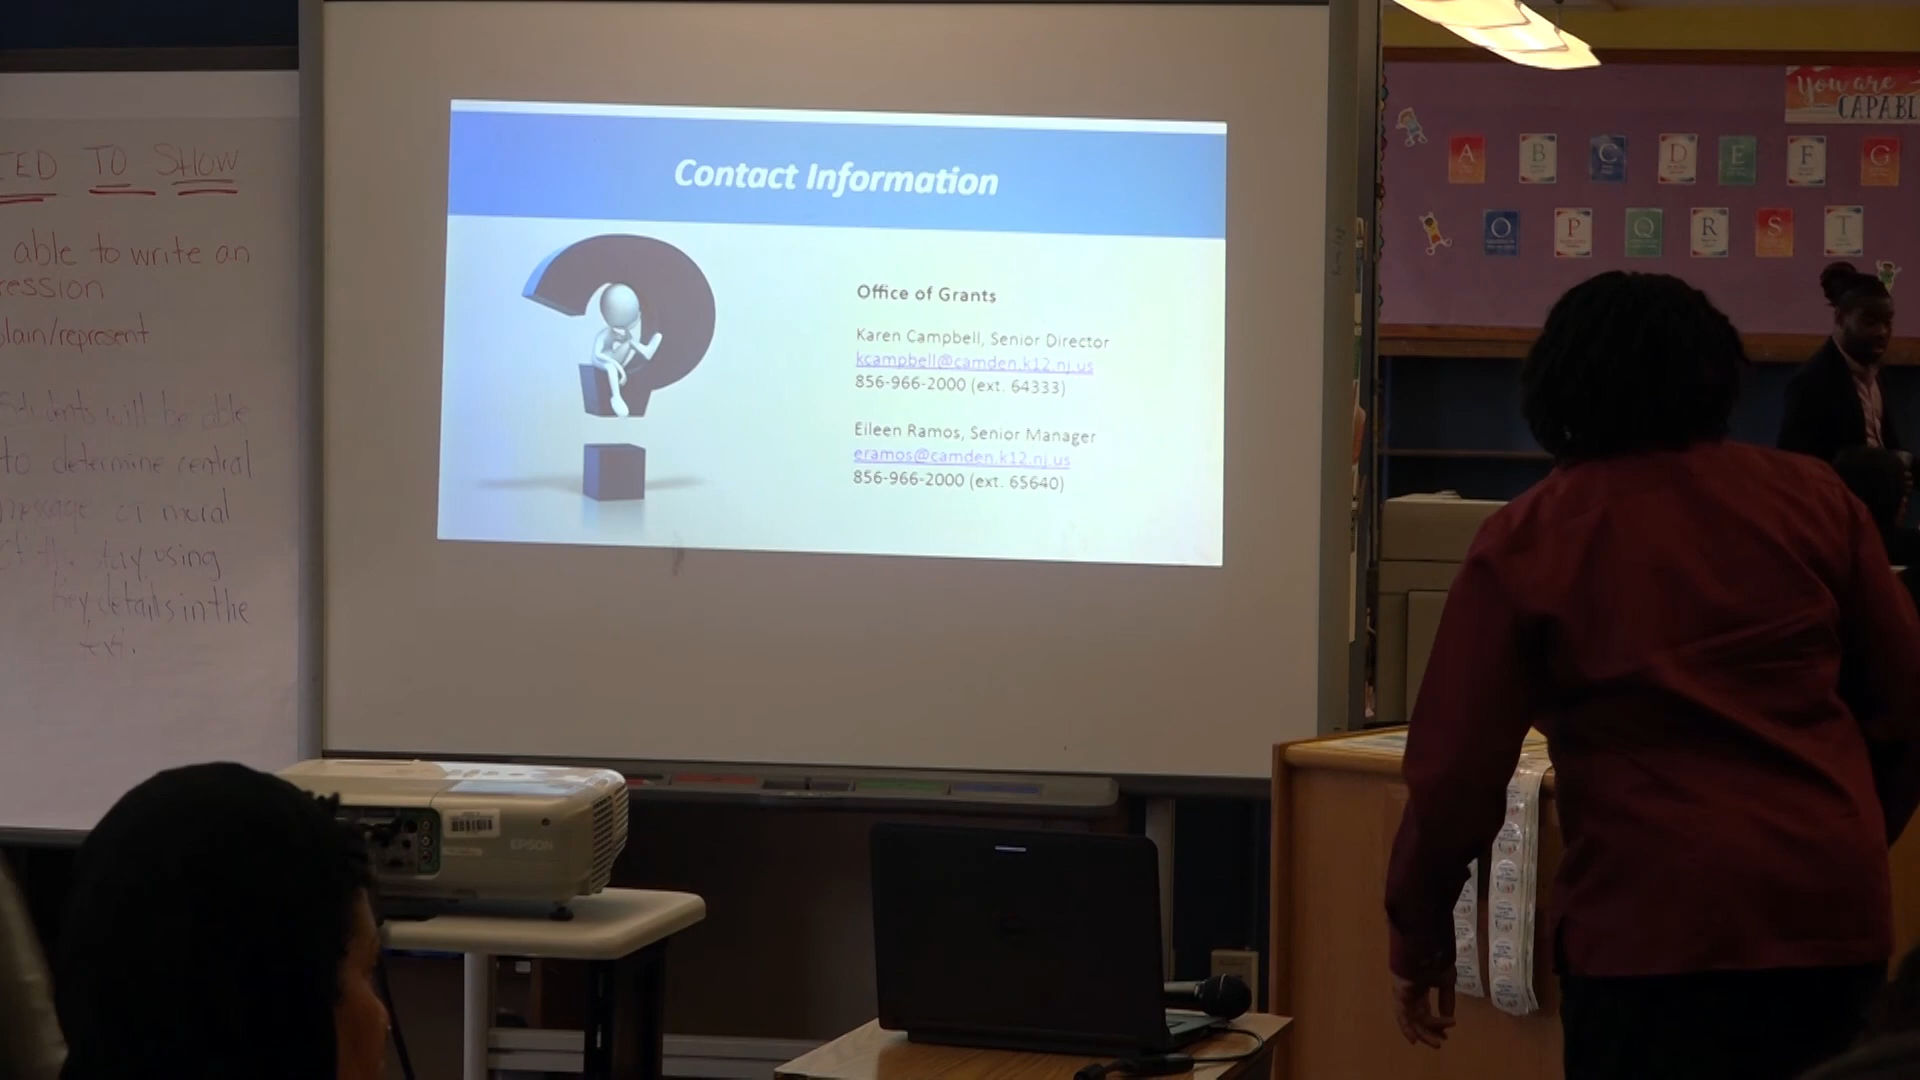 TO SHOW
able to write an
ession
lain/represent
Students will be able
to determine central
message or moral
using
key details in the
text.
Contact Information
Office of Grants
Karen Campbell, Senior Director
kcampbell@camden.k12.nj.us
856-966-2000 (ext. 64333)
Eileen Ramos, Senior Manager
eramos@camden.k12.nj.us
856-966-2000 (ext. 65640)
You are
CAPABL
A B C D E F G
O P Q R S T
EPSON